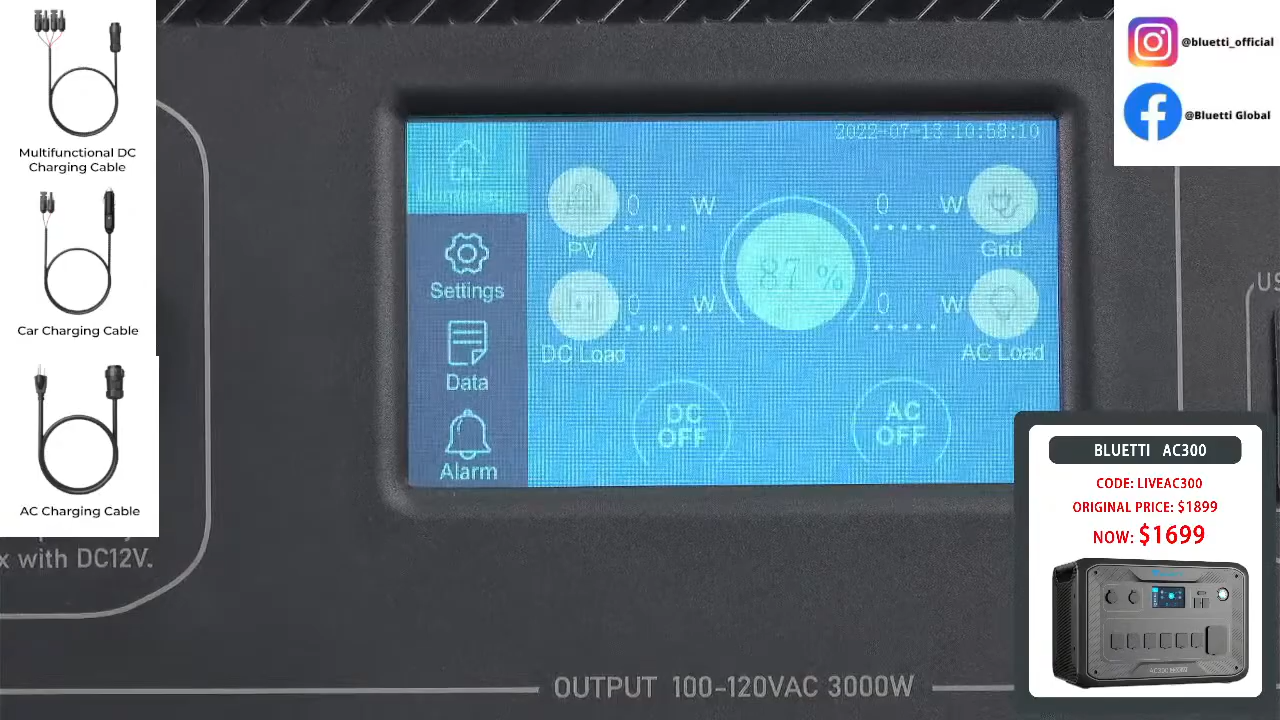 Multifunctional DC
Charging Cable
Car Charging Cable
AC Charging Cable
x with DC12V.
2022-07-13 10:58:10
Settings
Data
Alarm
0 W
PV
0 W
DC Load
87 %
0 W
Grid
0 W
AC Load
DC
OFF
AC
OFF
OUTPUT 100-120VAC 3000W
US
@bluetti_official
@Bluetti Global
BLUETTI AC300
CODE: LIVEAC300
ORIGINAL PRICE: $1899
NOW: $1699